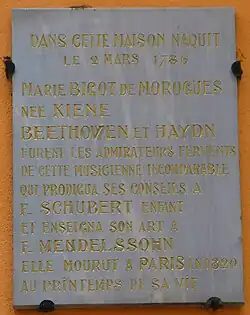 DANS CETTE MAISON NAQUIT
LE 2 MARS 1786
MARIE BIGOT DE MOROGUES
NEE KIENE
BEETHOVEN ET HAYDN
FURENT LES ADMIRATEURS FERVENTS
DE CETTE MUSICIENNE INCOMPARABLE
QUI PRODIGUA SES CONSEILS A
F. SCHUBERT ENFANT
ET ENSEIGNA SON ART A
F. MENDELSSOHN
ELLE MOURUT A PARIS EN 1820
AU PRINTEMPS DE SA VIE